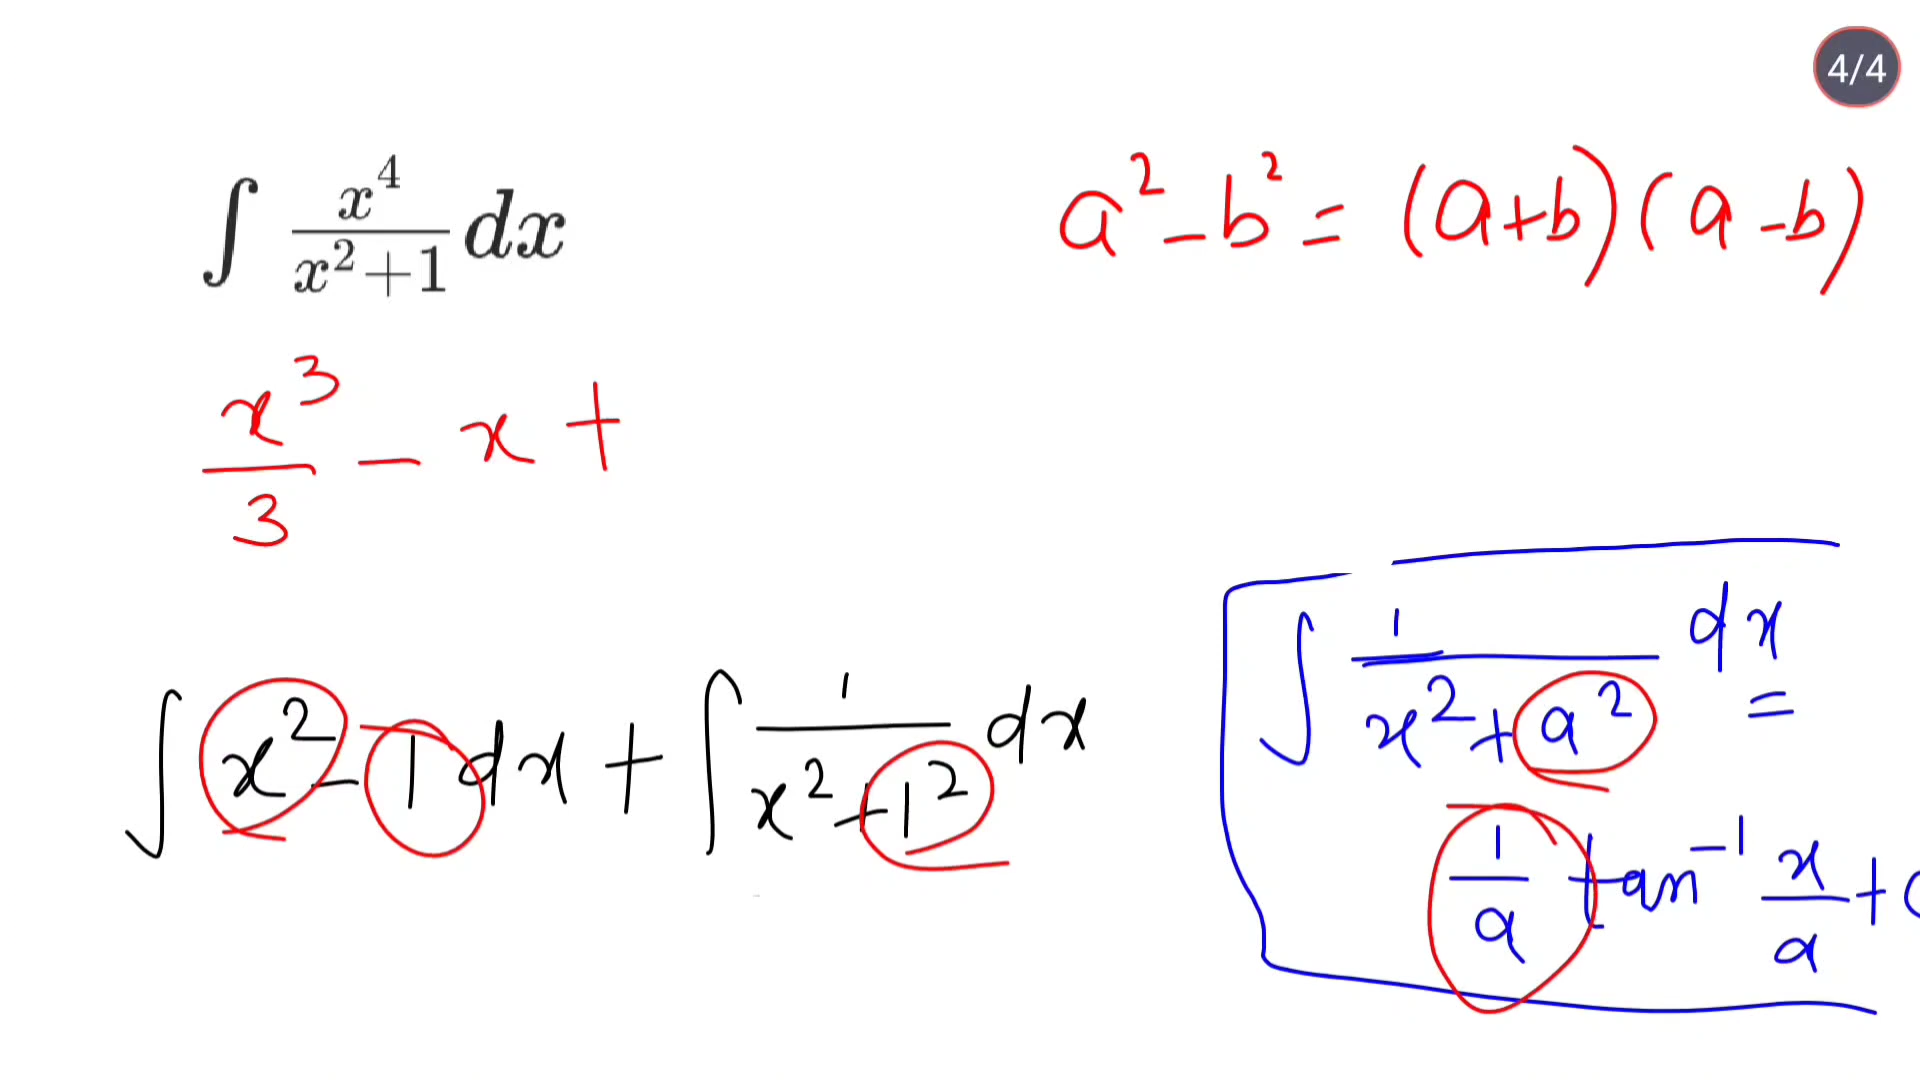 4/4
∫ x⁴/(x²+1) dx
a² - b² = (a+b)(a-b)
x³/3 - x +
∫ x² - 1 dx + ∫ 1/(x²+1²) dx
∫ 1/(x²+a²) dx =
1/a tan⁻¹ x/a + C